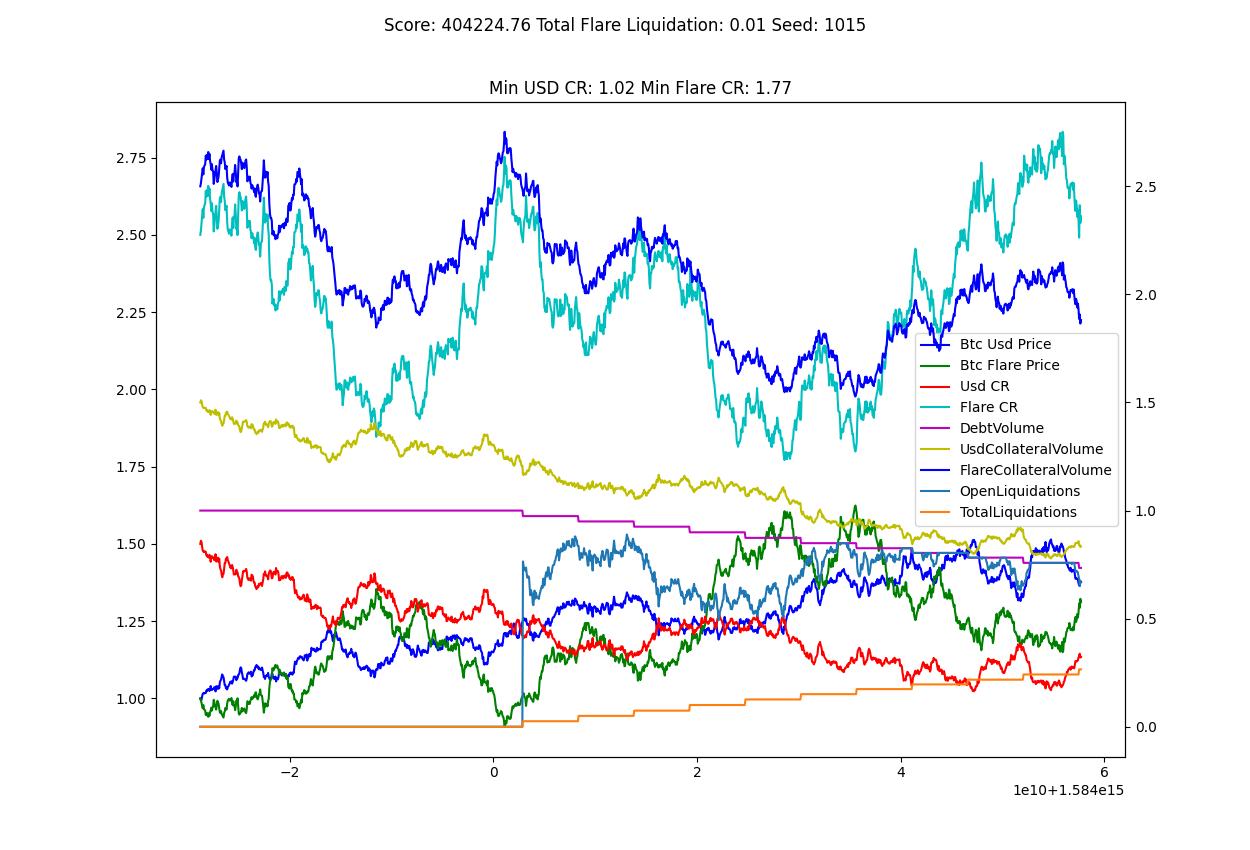 Score: 404224.76 Total Flare Liquidation: 0.01 Seed: 1015
Min USD CR: 1.02 Min Flare CR: 1.77
2.75
2.50
2.25
2.00
1.75
1.50
1.25
1.00
2.5
2.0
1.5
1.0
0.5
0.0
Btc Usd Price
Btc Flare Price
Usd CR
Flare CR
DebtVolume
UsdCollateralVolume
FlareCollateralVolume
OpenLiquidations
TotalLiquidations
−2 0 2 4 6
1e10+1.584e15